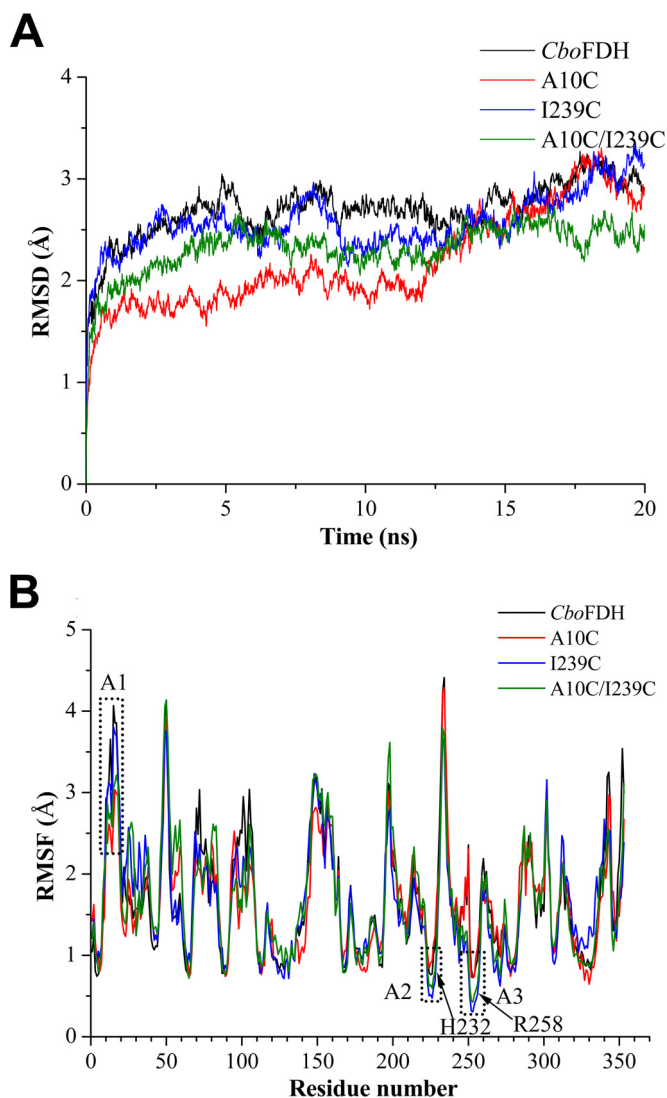 A
CboFDH
A10C
I239C
A10C/I239C
4
3
2
1
0
RMSD (Å)
0 5 10 15 20
Time (ns)
B
CboFDH
A10C
I239C
A10C/I239C
5
4
3
2
1
0
RMSF (Å)
A1
A2
A3
H232
R258
0 50 100 150 200 250 300 350
Residue number